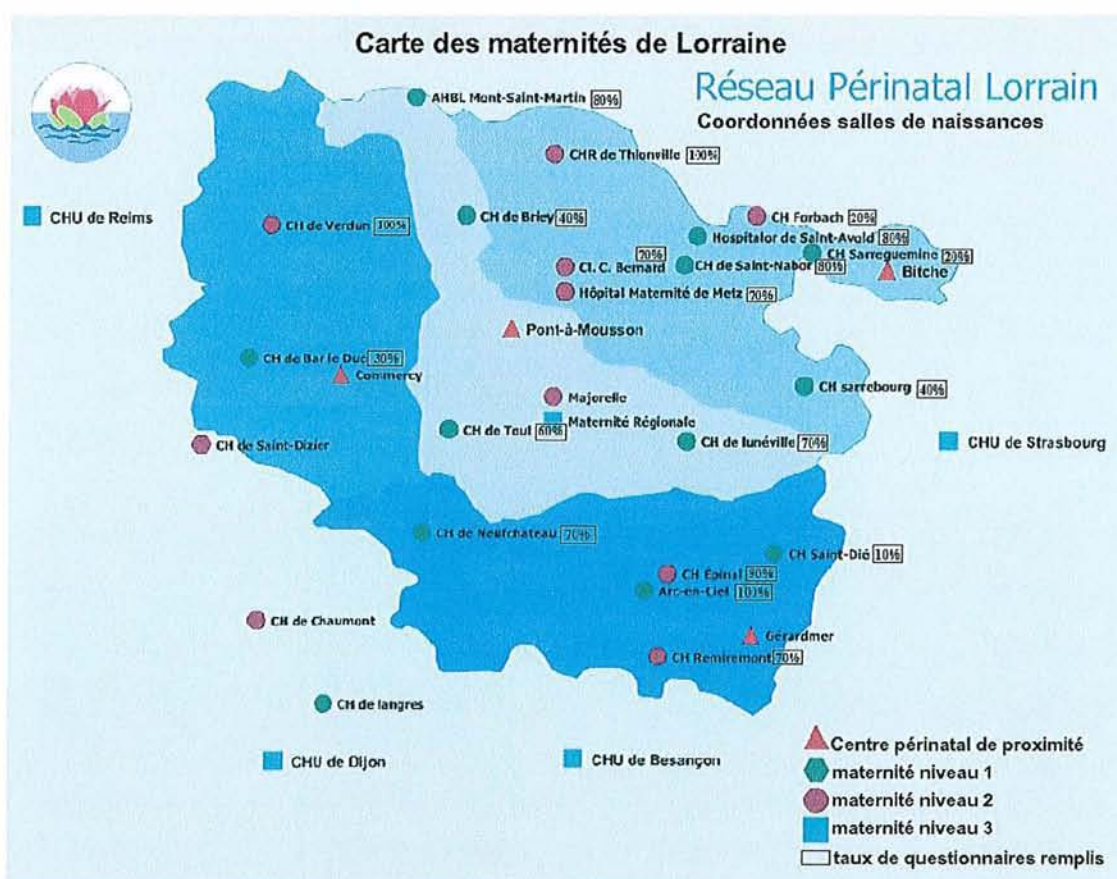 Carte des maternités de Lorraine
Réseau Périnatal Lorrain
Coordonnées salles de naissances
AHBL Mont-Saint-Martin 80%
CHR de Thionville 100%
CHU de Reims
CH de Verdun 100%
CH de Briey 40%
CH Forbach 20%
Hospitalor de Saint-Avold 80%
CH Sarreguemine 20%
70%
Cl. C. Bernard
CH de Saint-Nabor 80%
Bitche
Hôpital Maternité de Metz 70%
Pont-à-Mousson
CH de Bar le Duc 30%
Commercy
CH sarrebourg 40%
Majorelle
Maternité Régionale
CH de Toul 60%
CH de lunéville 70%
CHU de Strasbourg
CH de Saint-Dizier
CH de Neufchateau 70%
CH Saint-Dié 10%
CH Épinal
Arc-en-Ciel 100%
CH de Chaumont
Gérardmer
CH Remiremont 70%
CH de langres
CHU de Dijon
CHU de Besançon
Centre périnatal de proximité
maternité niveau 1
maternité niveau 2
maternité niveau 3
taux de questionnaires remplis